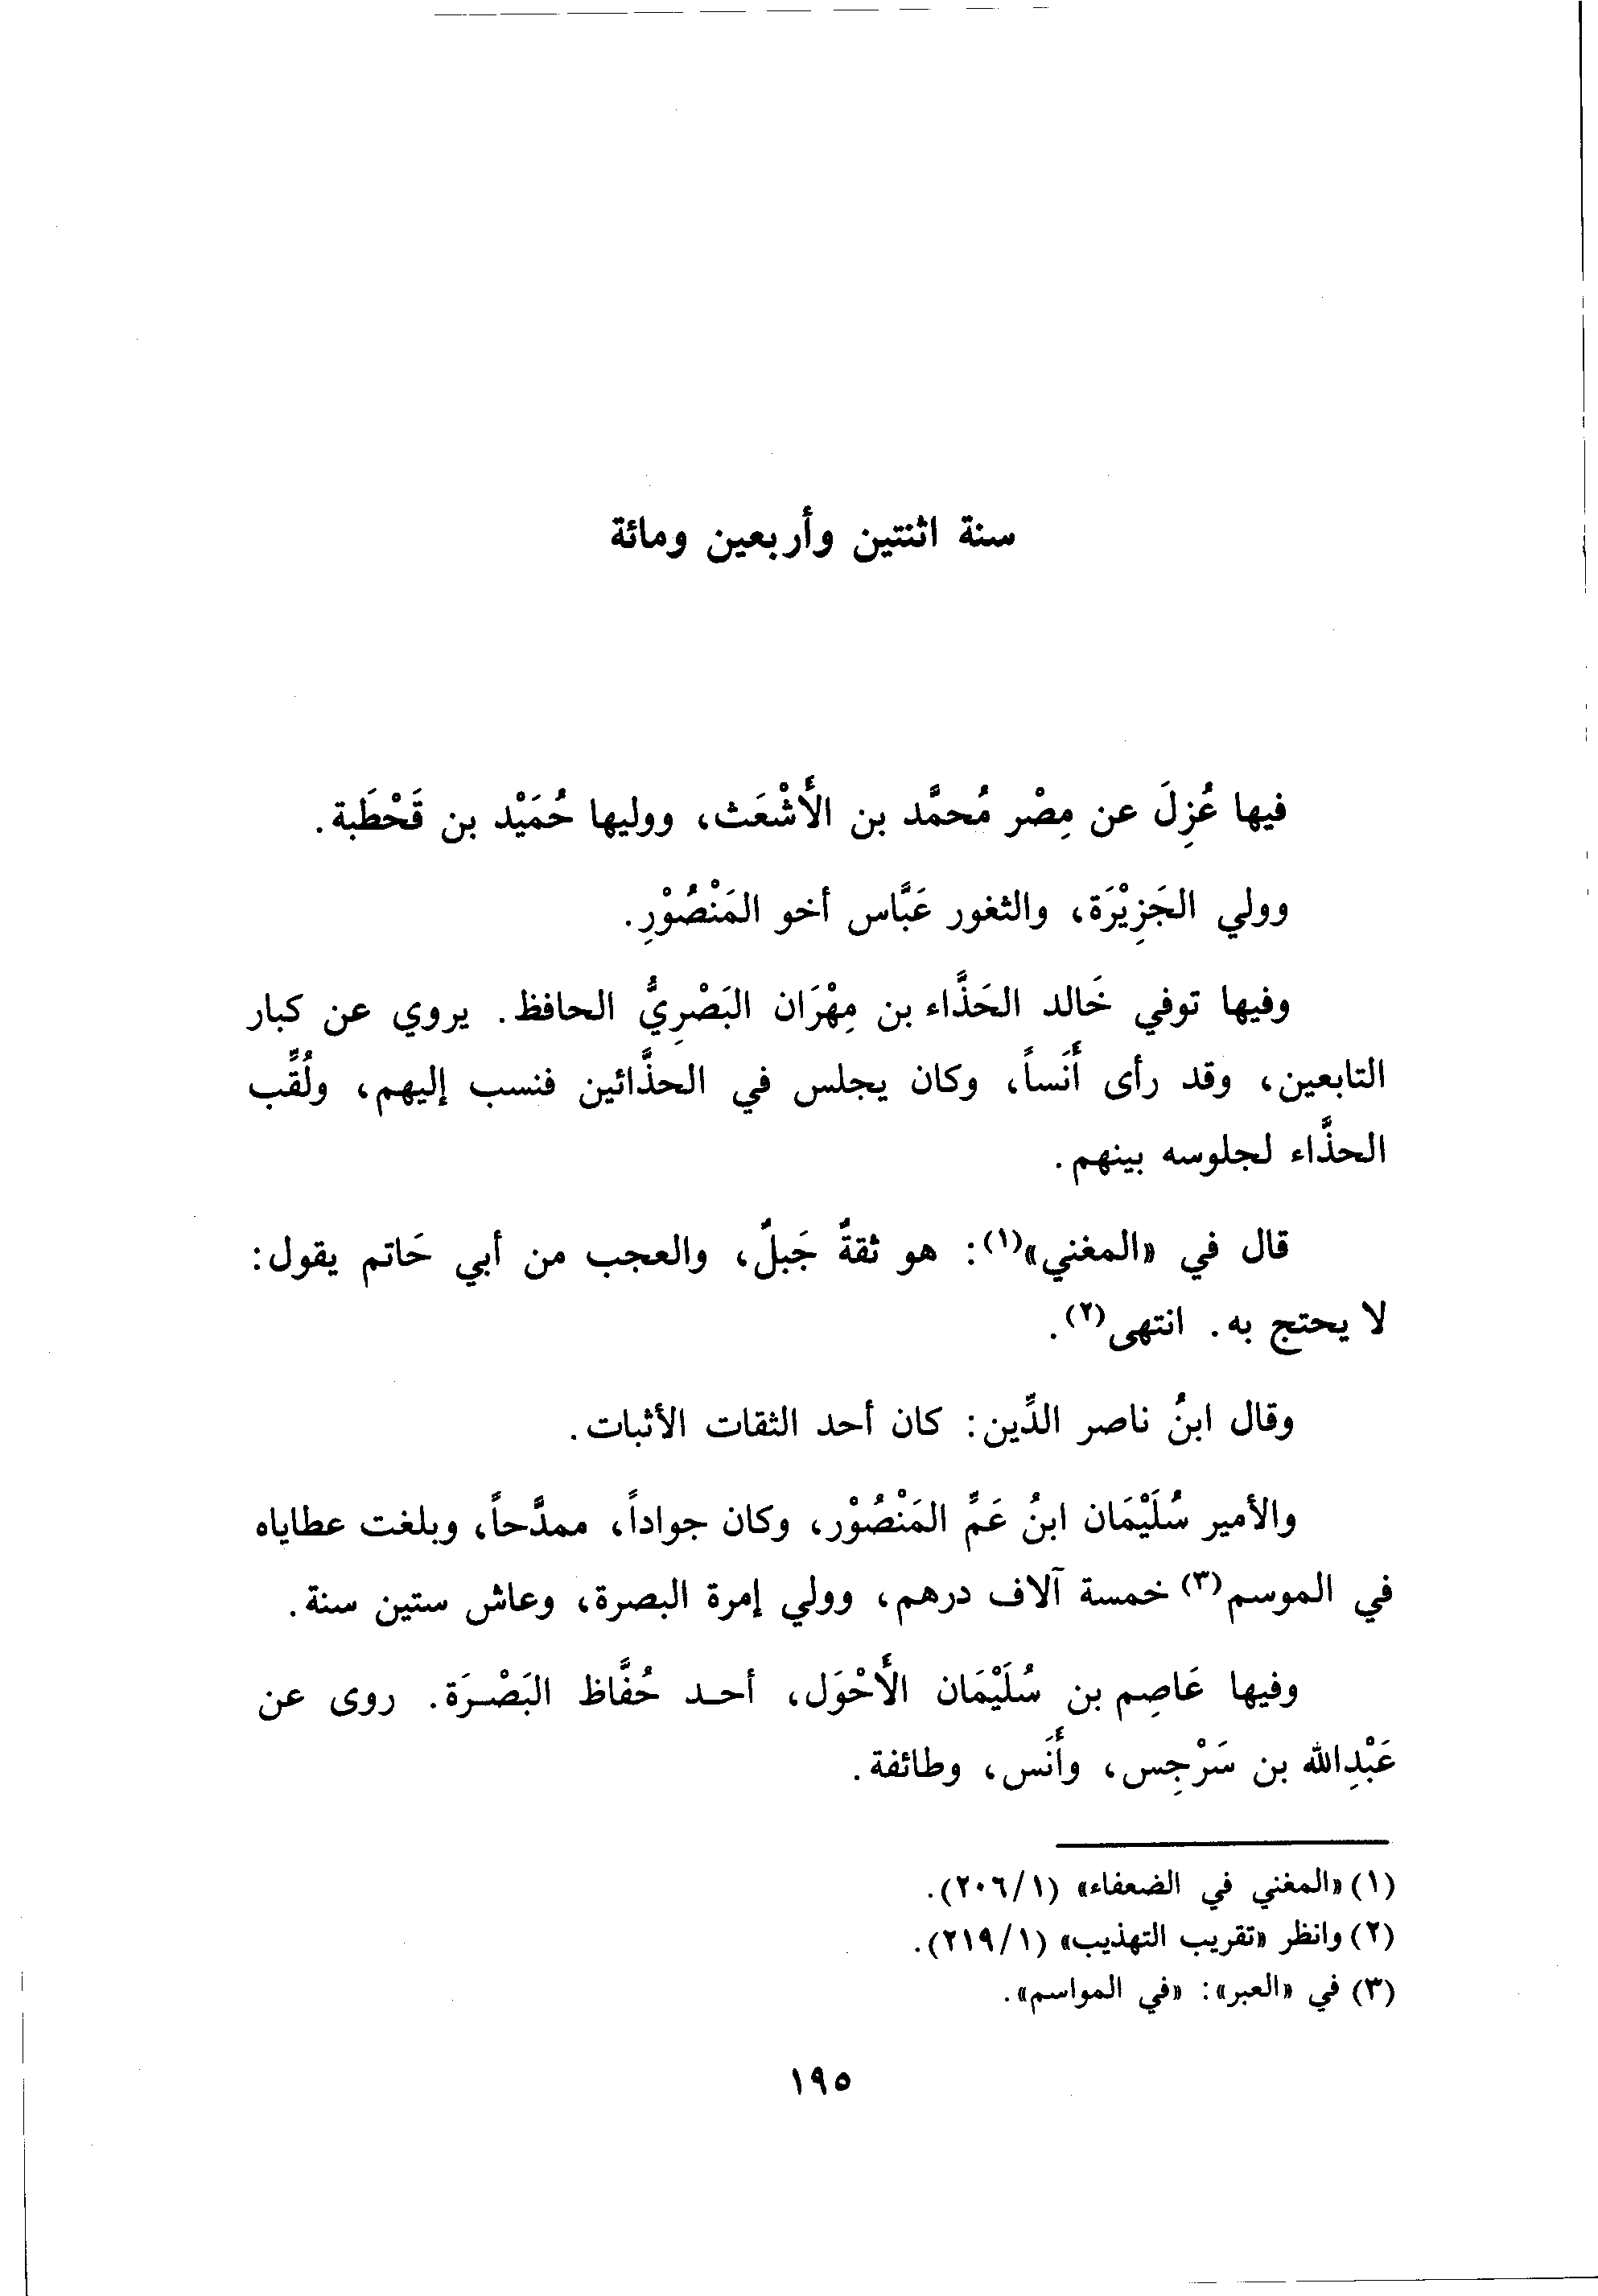 سنة اثنتين وأربعين ومائة
فيها عُزِلَ عن مِصْر مُحمَّد بن الأَشْعَث، ووليها حُمَيْد بن قَحْطَبة.
وولي الجَزِيْرَة، والثغور عَبَّاس أخو المَنْصُوْرِ.
وفيها توفي خَالد الحَذَّاء بن مِهْرَان البَصْرِيُّ الحافظ. يروي عن كبار
التابعين، وقد رأى أَنَساً، وكان يجلس في الحذَّائين فنسب إليهم، ولُقِّب
الحذَّاء لجلوسه بينهم.
قال في «المغني»(١): هو ثقةٌ جَبلٌ، والعجب من أبي حَاتم يقول:
لا يحتج به. انتهى(٢).
وقال ابنُ ناصر الدِّين: كان أحد الثقات الأثبات.
والأمير سُلَيْمَان ابنُ عَمِّ المَنْصُوْر، وكان جواداً، ممدَّحاً، وبلغت عطاياه
في الموسم(٣) خمسة آلاف درهم، وولي إمرة البصرة، وعاش ستين سنة.
وفيها عَاصِم بن سُلَيْمَان الأَحْوَل، أحد حُفَّاظ البَصْرَة. روى عن
عَبْدِالله بن سَرْجِس، وأَنَس، وطائفة.
(١) «المغني في الضعفاء» (١/٢٠٦).
(٢) وانظر «تقريب التهذيب» (١/٢١٩).
(٣) في «العبر»: «في المواسم».
١٩٥